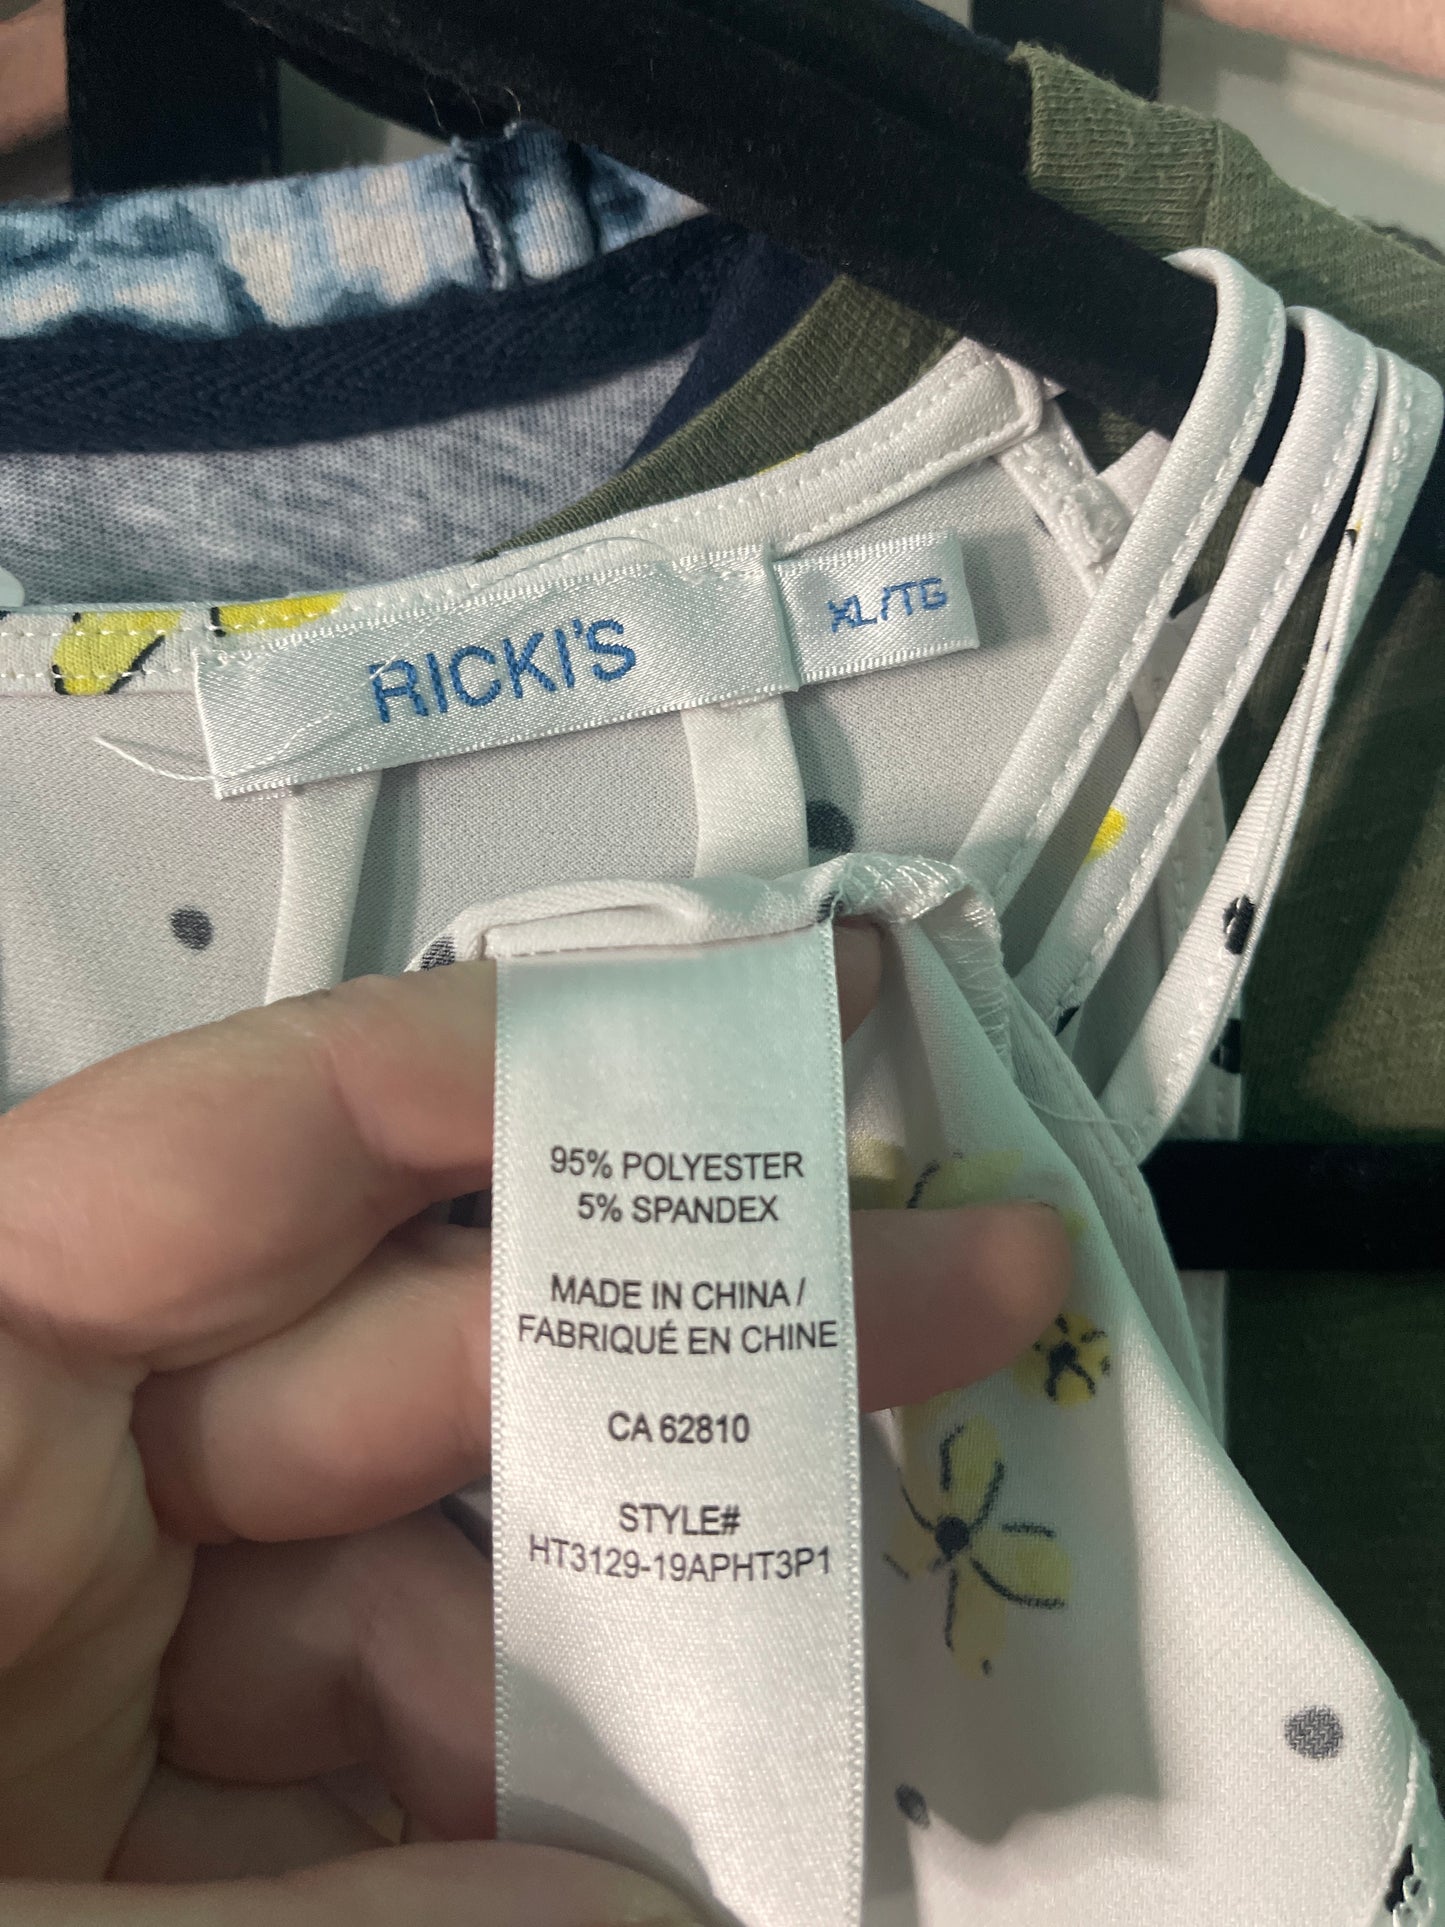 RICKI'S
XL/TG
95% POLYESTER
5% SPANDEX
MADE IN CHINA /
FABRIQUÉ EN CHINE
CA 62810
STYLE#
HT3129-19APHT3P1